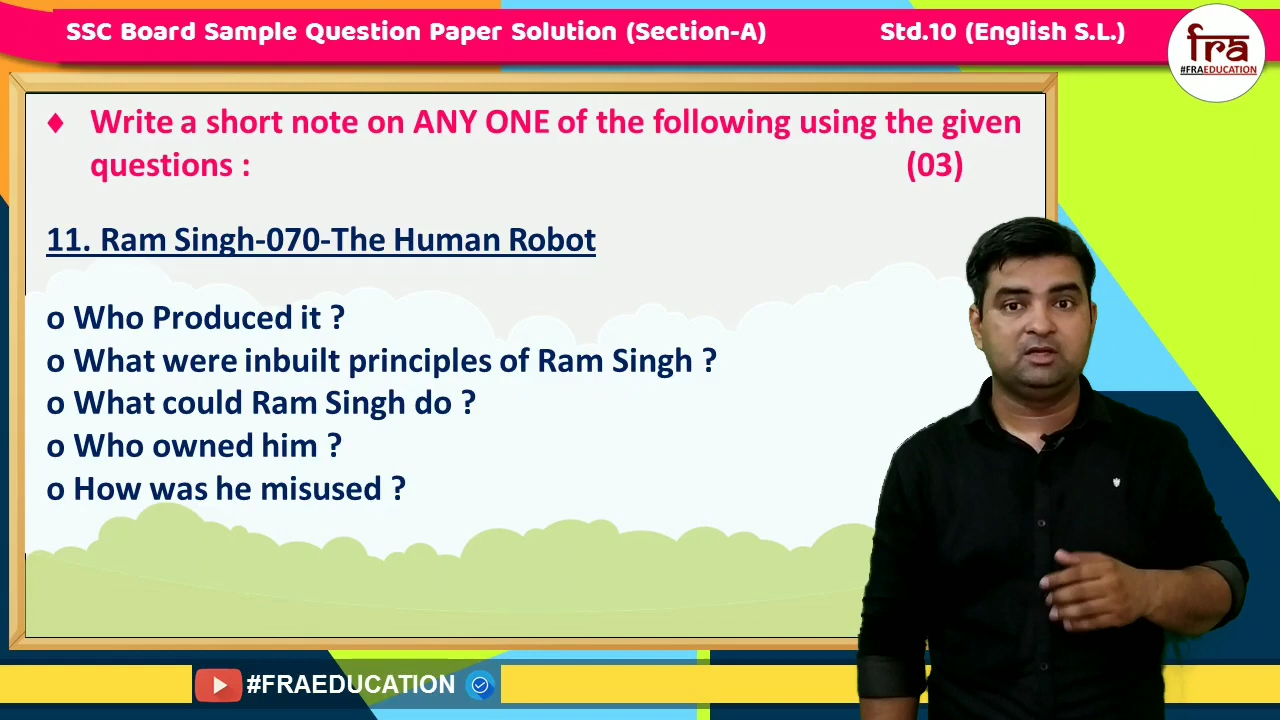 SSC Board Sample Question Paper Solution (Section-A) Std.10 (English S.L.)
fra
#FRAEDUCATION
♦ Write a short note on ANY ONE of the following using the given
questions : (03)
11. Ram Singh-070-The Human Robot
o Who Produced it ?
o What were inbuilt principles of Ram Singh ?
o What could Ram Singh do ?
o Who owned him ?
o How was he misused ?
#FRAEDUCATION